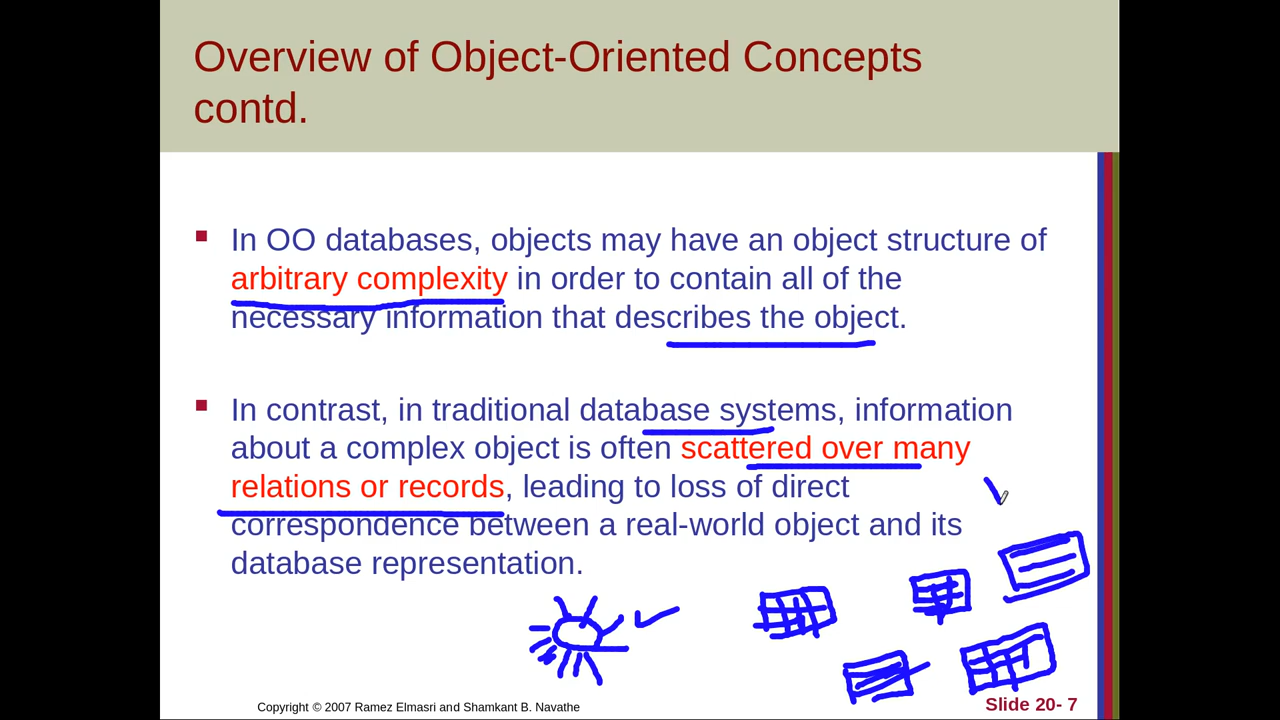 Overview of Object-Oriented Concepts
contd.
In OO databases, objects may have an object structure of
arbitrary complexity in order to contain all of the
necessary information that describes the object.
In contrast, in traditional database systems, information
about a complex object is often scattered over many
relations or records, leading to loss of direct
correspondence between a real-world object and its
database representation.
Copyright © 2007 Ramez Elmasri and Shamkant B. Navathe
Slide 20- 7